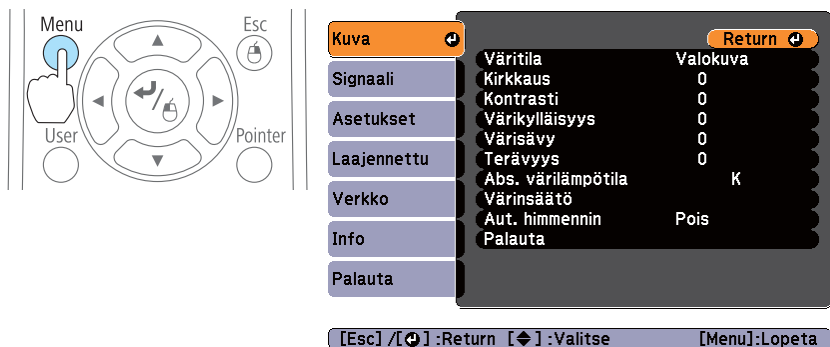 Menu
Esc
User
Pointer
Kuva
Signaali
Asetukset
Laajennettu
Verkko
Info
Palauta
Return
Väritila Valokuva
Kirkkaus 0
Kontrasti 0
Värikylläisyys 0
Värisävy 0
Terävyys 0
Abs. värilämpötila K
Värinsäätö
Aut. himmennin Pois
Palauta
[Esc] /[ ] :Return [ ] :Valitse [Menu]:Lopeta